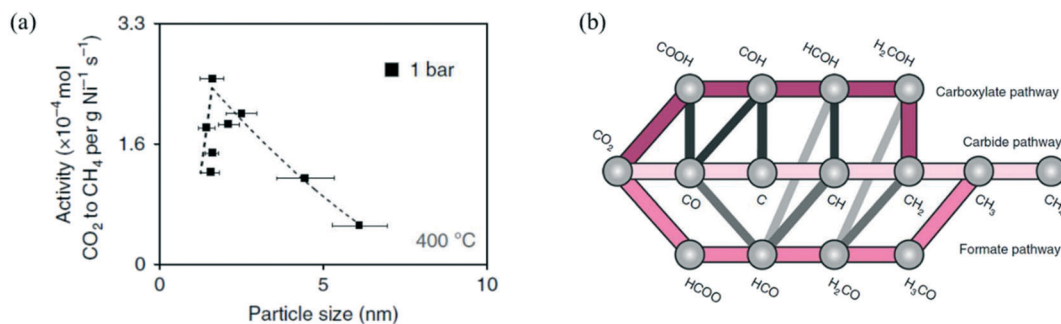 (a)
3.3
1.6
0
Activity (×10⁻⁴ mol
CO₂ to CH₄ per g Ni⁻¹ s⁻¹)
1 bar
400 °C
0
5
10
Particle size (nm)
(b)
COOH
COH
HCOH
H₂COH
Carboxylate pathway
CO₂
Carbide pathway
CO
C
CH
CH₂
CH₃
Formate pathway
HCOO
HCO
H₂CO
H₃CO